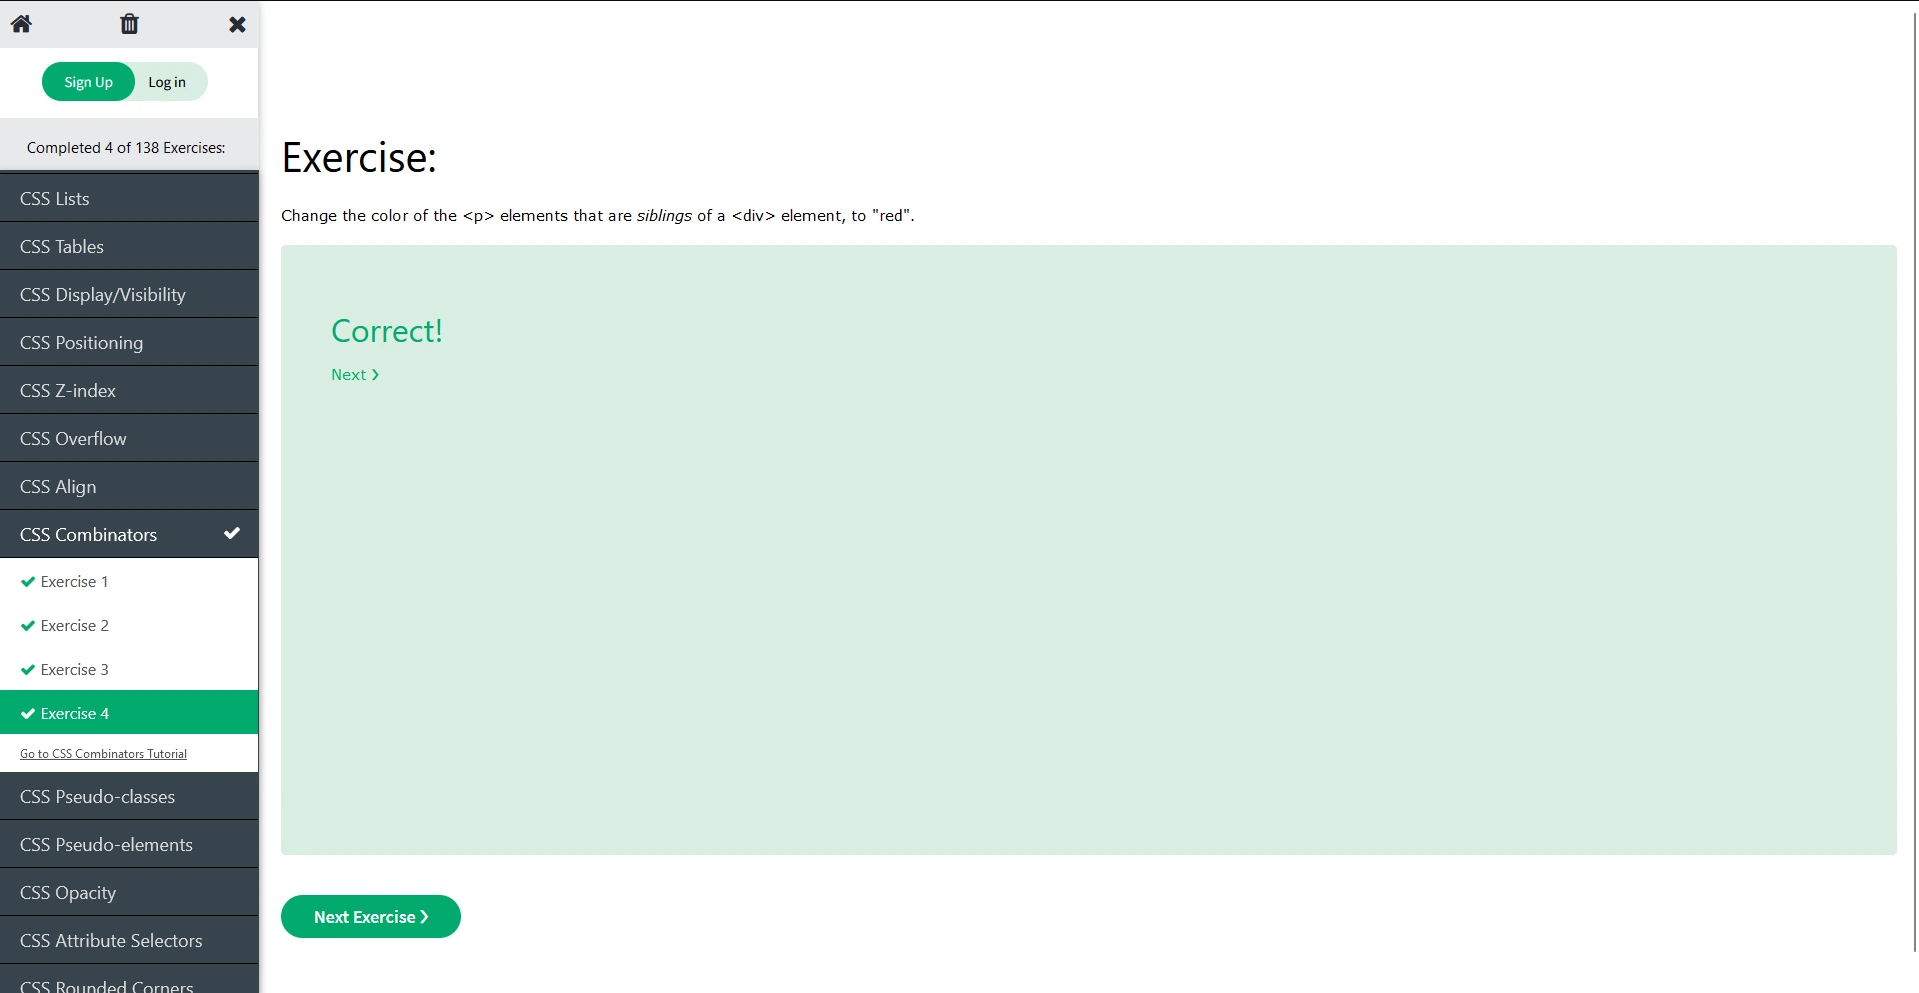 Sign Up
Log in
Completed 4 of 138 Exercises:
CSS Lists
CSS Tables
CSS Display/Visibility
CSS Positioning
CSS Z-index
CSS Overflow
CSS Align
CSS Combinators
Exercise 1
Exercise 2
Exercise 3
Exercise 4
Go to CSS Combinators Tutorial
CSS Pseudo-classes
CSS Pseudo-elements
CSS Opacity
CSS Attribute Selectors
CSS Rounded Corners
Exercise:
Change the color of the <p> elements that are siblings of a <div> element, to "red".
Correct!
Next ❯
Next Exercise ❯